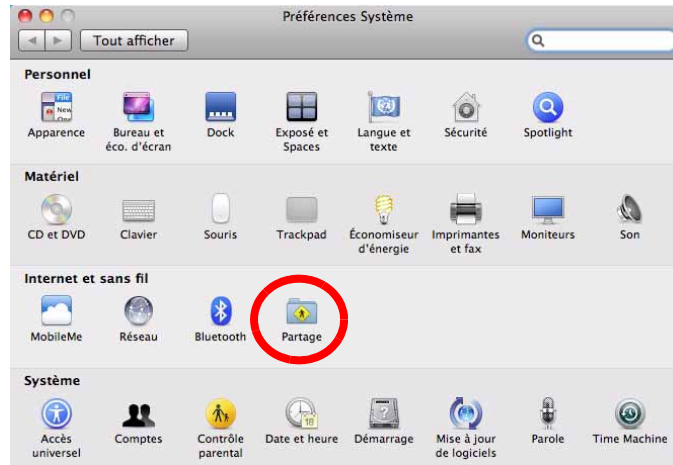 Préférences Système
Tout afficher
Personnel
Apparence
Bureau et
éco. d'écran
Dock
Exposé et
Spaces
Langue et
texte
Sécurité
Spotlight
Matériel
CD et DVD
Clavier
Souris
Trackpad
Économiseur
d'énergie
Imprimantes
et fax
Moniteurs
Son
Internet et sans fil
MobileMe
Réseau
Bluetooth
Partage
Système
Accès
universel
Comptes
Contrôle
parental
Date et heure
Démarrage
Mise à jour
de logiciels
Parole
Time Machine